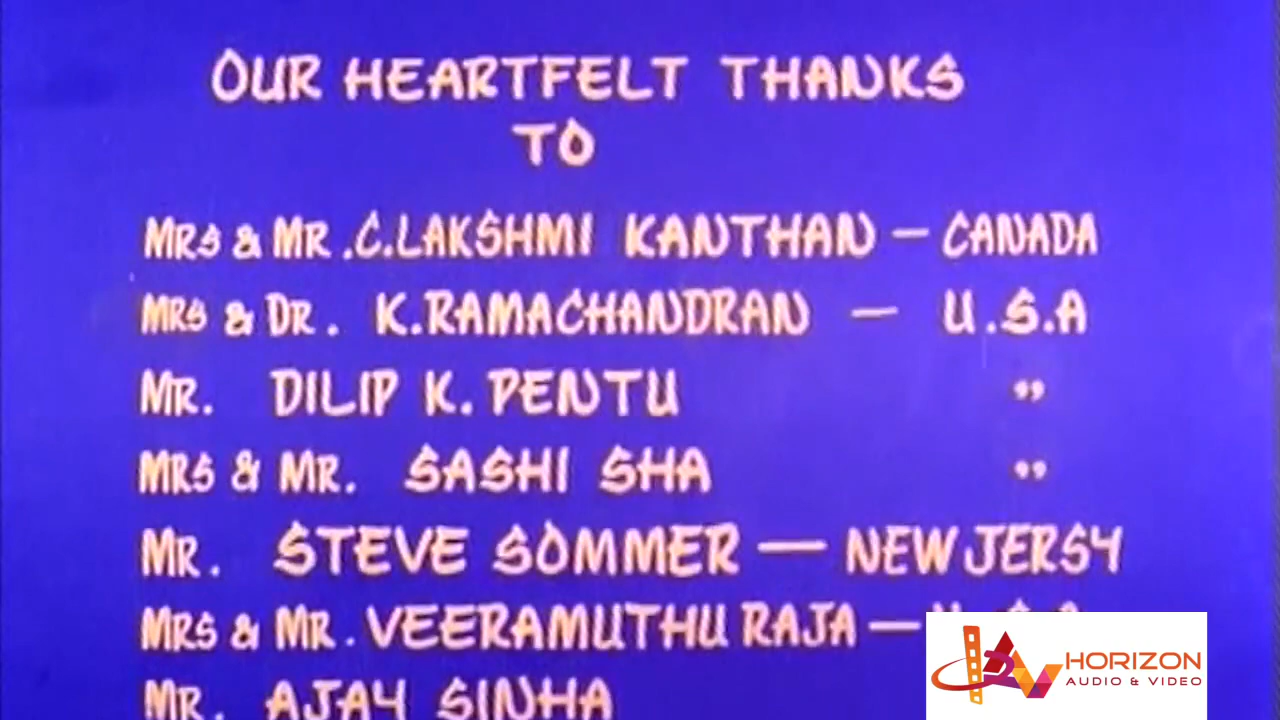 OUR HEARTFELT THANKS
TO
MRS & MR. C. LAKSHMI KANTHAN — CANADA
MRS & DR. K. RAMACHANDRAN — U.S.A
MR. DILIP K. PENTU ”
MRS & MR. SASHI SHA ”
MR. STEVE SOMMER — NEW JERSY
MRS & MR. VEERAMUTHU RAJA —
MR. AJAY SINHA
HORIZON
AUDIO & VIDEO